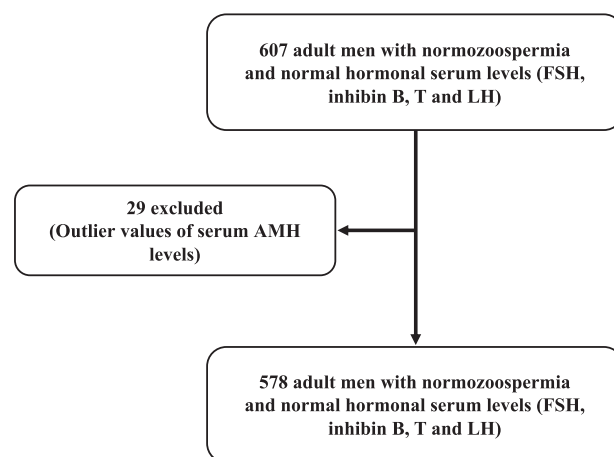 607 adult men with normozoospermia
and normal hormonal serum levels (FSH,
inhibin B, T and LH)
29 excluded
(Outlier values of serum AMH
levels)
578 adult men with normozoospermia
and normal hormonal serum levels (FSH,
inhibin B, T and LH)